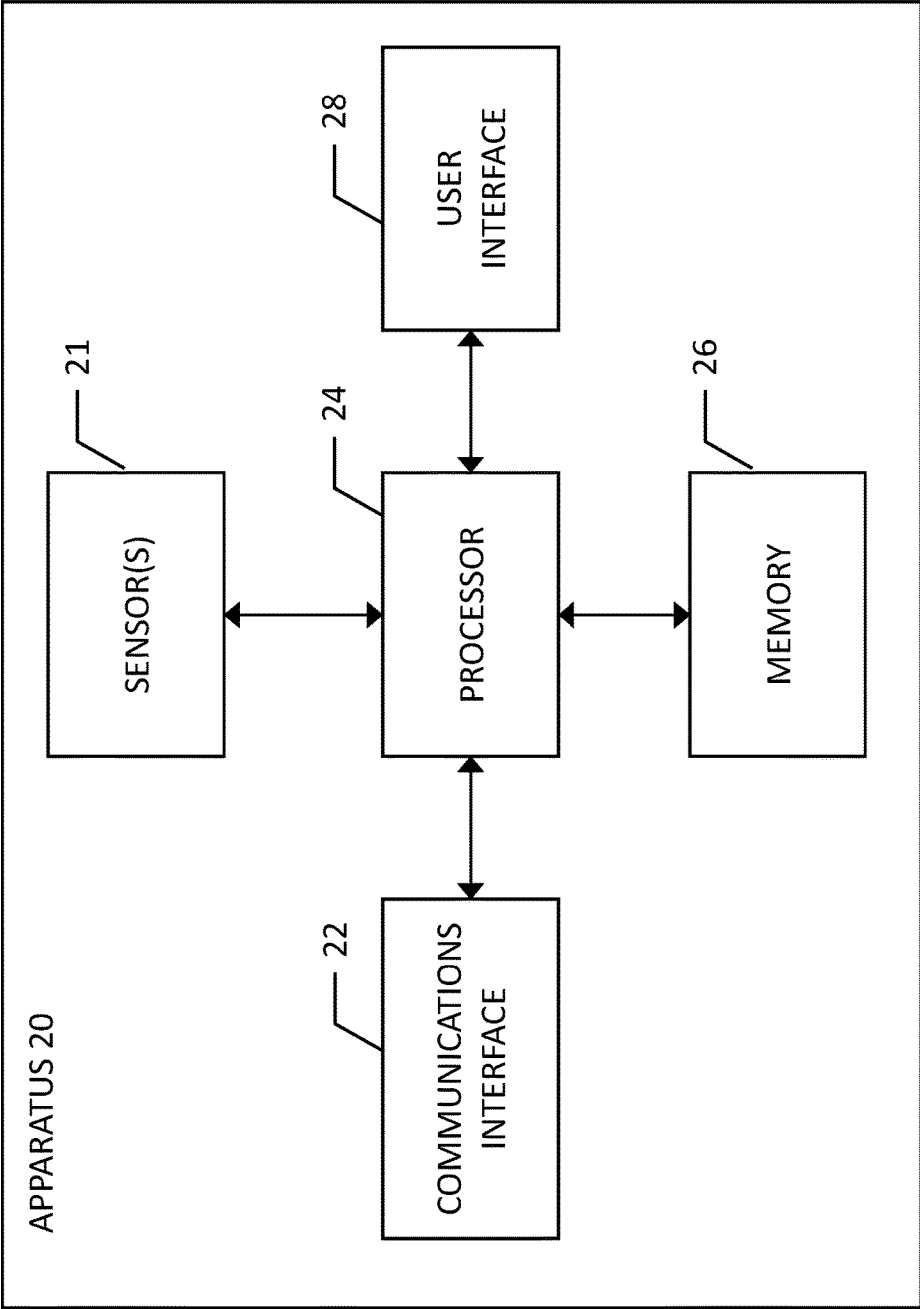 APPARATUS 20
21
SENSOR(S)
22
COMMUNICATIONS
INTERFACE
24
PROCESSOR
28
USER
INTERFACE
26
MEMORY